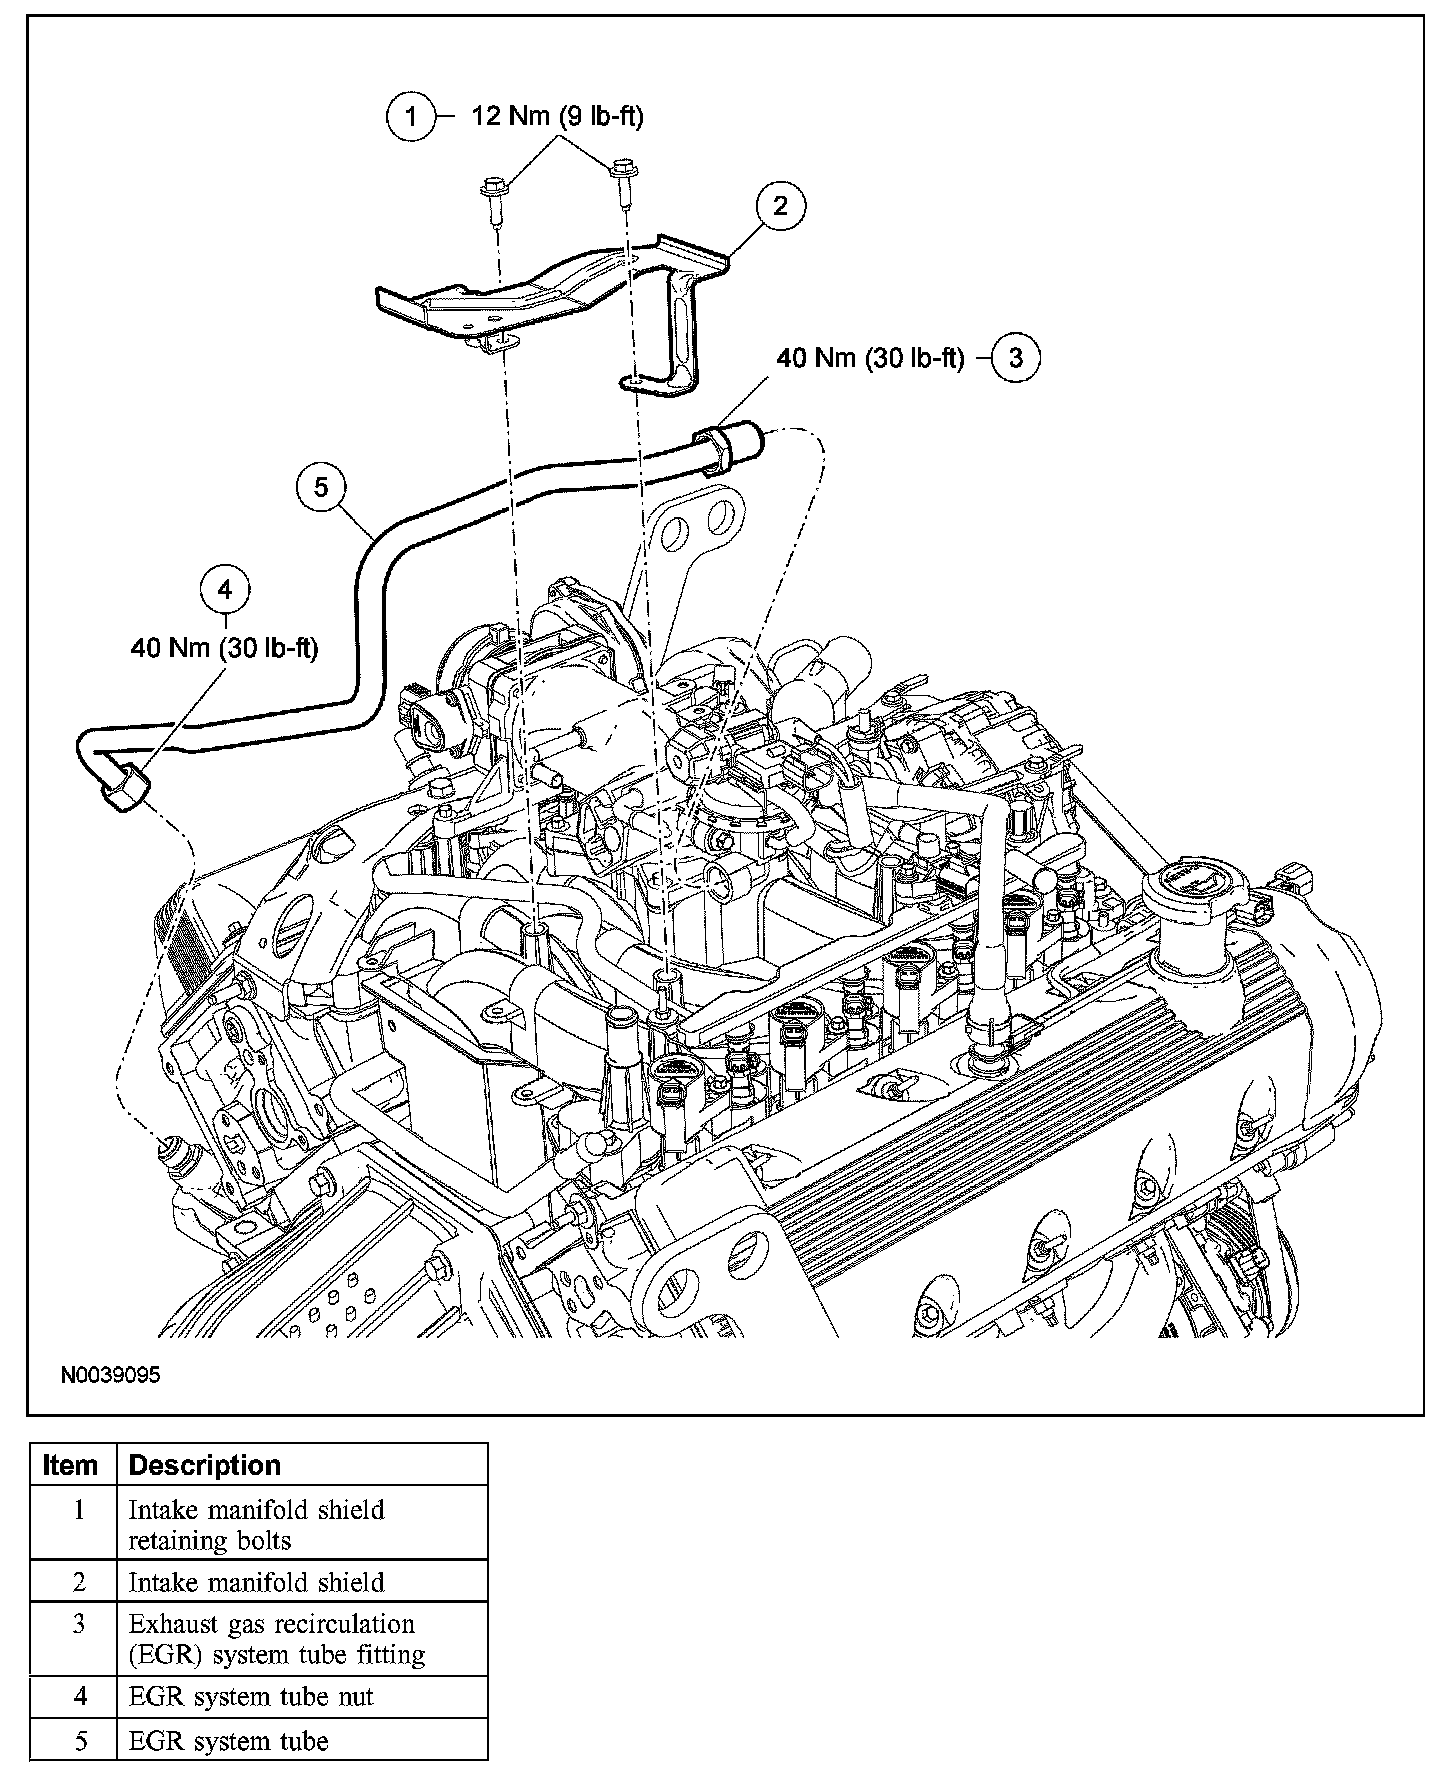 1 12 Nm (9 lb-ft)
2
40 Nm (30 lb-ft) 3
5
4
40 Nm (30 lb-ft)
N0039095
Item Description
1 Intake manifold shield
retaining bolts
2 Intake manifold shield
3 Exhaust gas recirculation
(EGR) system tube fitting
4 EGR system tube nut
5 EGR system tube